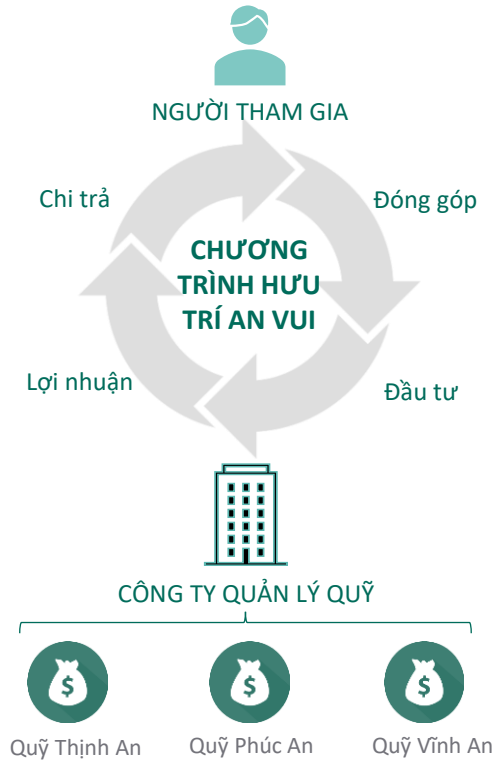 NGƯỜI THAM GIA
Chi trả
Đóng góp
CHƯƠNG
TRÌNH HƯU
TRÍ AN VUI
Lợi nhuận
Đầu tư
CÔNG TY QUẢN LÝ QUỸ
$ $ $
Quỹ Thịnh An Quỹ Phúc An Quỹ Vĩnh An